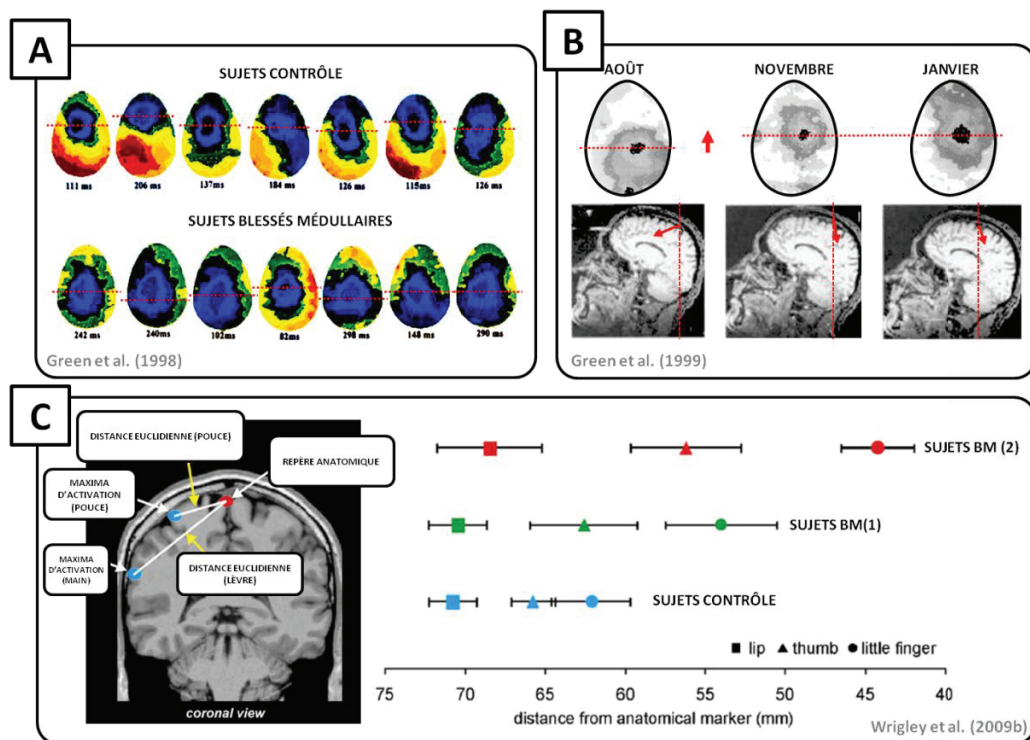 A
SUJETS CONTRÔLE
111 ms
206 ms
137 ms
184 ms
126 ms
115 ms
126 ms
SUJETS BLESSÉS MÉDULLAIRES
242 ms
240ms
102ms
82ms
298 ms
148 ms
290 ms
Green et al. (1998)
B
AOÛT
NOVEMBRE
JANVIER
Green et al. (1999)
C
DISTANCE EUCLIDIENNE (POUCE)
REPÈRE ANATOMIQUE
MAXIMA
D'ACTIVATION
(POUCE)
MAXIMA
D'ACTIVATION
(MAIN)
DISTANCE EUCLIDIENNE
(LÈVRE)
coronal view
SUJETS BM (2)
SUJETS BM(1)
SUJETS CONTRÔLE
lip thumb little finger
75 70 65 60 55 50 45 40
distance from anatomical marker (mm)
Wrigley et al. (2009b)